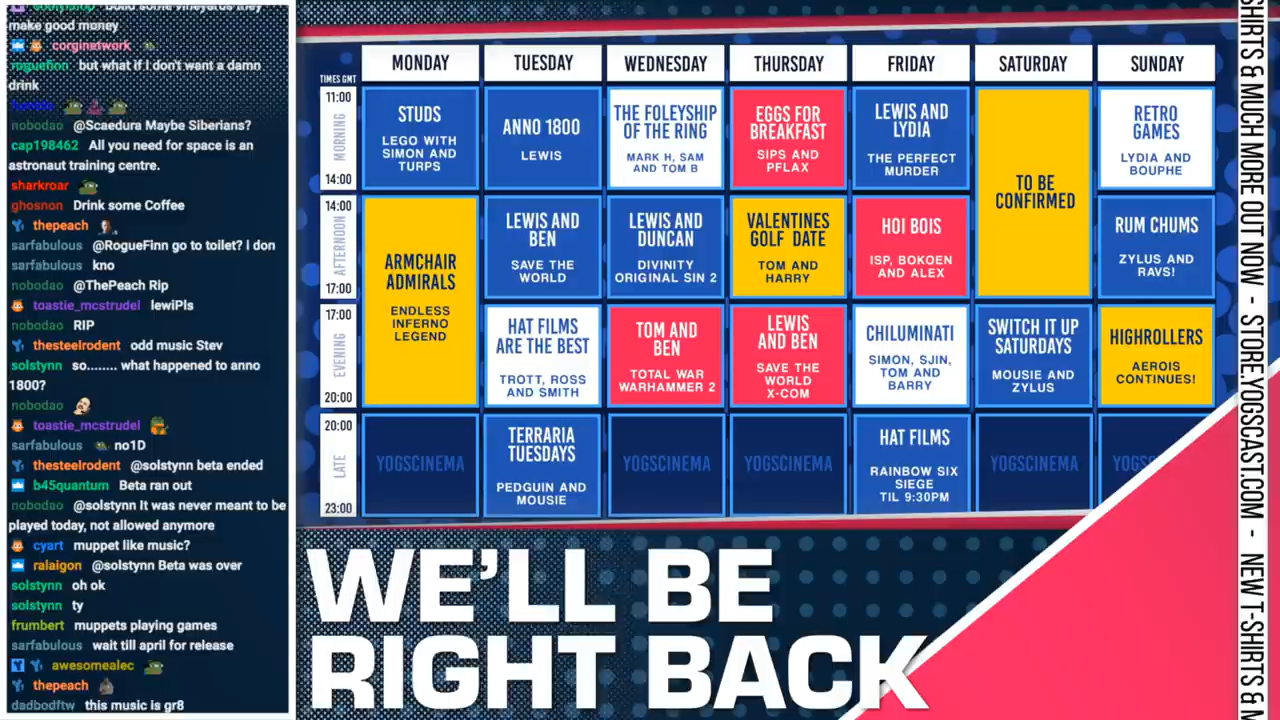 build some vineyards they
make good money
corginetwork
roguefinn but what if I don't want a damn
drink
nobodao @Scaedura Maybe Siberians?
cap198462 All you need for space is an
astronaut training centre.
sharkroar
ghosnon Drink some Coffee
thepeach
sarfabulous @RogueFinn go to toilet? I don
sarfabulous kno
nobodao @ThePeach Rip
toastie_mcstrudel lewiPls
nobodao RIP
thesteelrodent odd music Stev
solstynn so........ what happened to anno
1800?
nobodao
toastie_mcstrudel
sarfabulous no1D
thesteelrodent @solstynn beta ended
b45quantum Beta ran out
nobodao @solstynn It was never meant to be
played today, not allowed anymore
cyart muppet like music?
ralaigon @solstynn Beta was over
solstynn oh ok
solstynn ty
frumbert muppets playing games
sarfabulous wait till april for release
awesomealec
thepeach
dadbodftw this music is gr8
TIMES GMT
MONDAY
TUESDAY
WEDNESDAY
THURSDAY
FRIDAY
SATURDAY
SUNDAY
11:00
MORNING
14:00
STUDS
LEGO WITH
SIMON AND
TURPS
ANNO 1800
LEWIS
THE FOLEYSHIP
OF THE RING
MARK H, SAM
AND TOM B
EGGS FOR
BREAKFAST
SIPS AND
PFLAX
LEWIS AND
LYDIA
THE PERFECT
MURDER
TO BE
CONFIRMED
RETRO
GAMES
LYDIA AND
BOUPHE
14:00
AFTERNOON
17:00
ARMCHAIR
ADMIRALS
ENDLESS
INFERNO
LEGEND
LEWIS AND
BEN
SAVE THE
WORLD
LEWIS AND
DUNCAN
DIVINITY
ORIGINAL SIN 2
VALENTINES
GOLF DATE
TOM AND
HARRY
HOI BOIS
ISP, BOKOEN
AND ALEX
RUM CHUMS
ZYLUS AND
RAVS!
17:00
EVENING
20:00
HAT FILMS
ARE THE BEST
TROTT, ROSS
AND SMITH
TOM AND
BEN
TOTAL WAR
WARHAMMER 2
LEWIS
AND BEN
SAVE THE
WORLD
X-COM
CHILUMINATI
SIMON, SJIN,
TOM AND
BARRY
SWITCH IT UP
SATURDAYS
MOUSIE AND
ZYLUS
HIGHROLLERS
AEROIS
CONTINUES!
20:00
LATE
23:00
YOGSCINEMA
TERRARIA
TUESDAYS
PEDGUIN AND
MOUSIE
YOGSCINEMA
YOGSCINEMA
HAT FILMS
RAINBOW SIX
SIEGE
TIL 9:30PM
YOGSCINEMA
YOGSC
WE'LL BE
RIGHT BACK
SHIRTS & MUCH MORE OUT NOW - STORE.YOGSCAST.COM - NEW T-SHIRTS & M